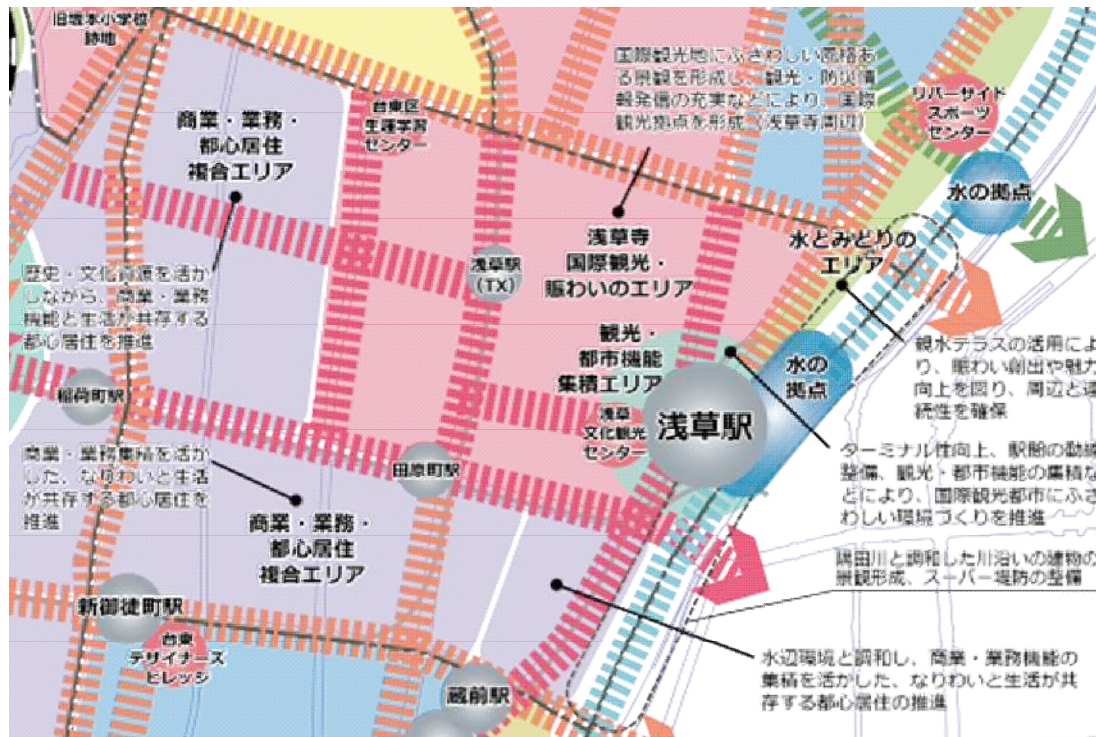 旧坂本小学校
跡地
国際観光地にふさわしい風格あ
る景観を形成し、観光・防災情
報発信の充実などにより、国際
観光拠点を形成（浅草寺周辺）
台東区
生涯学習
センター
リバーサイド
スポーツ
センター
商業・業務・
都心居住
複合エリア
水の拠点
浅草寺
国際観光・
賑わいのエリア
水とみどりの
エリア
浅草駅
（TX）
歴史・文化資源を活か
しながら、商業・業務
機能と生活が共存する
都心居住を推進
観光・
都市機能
集積エリア
水の
拠点
親水テラスの活用によ
り、賑わい創出や魅力
向上を図り、周辺と連
続性を確保
稲荷町駅
浅草
文化観光
センター
浅草駅
田原町駅
商業・業務集積を活か
した、なりわいと生活
が共存する都心居住を
推進
ターミナル性向上、駅間の動線
整備、観光・都市機能の集積な
どにより、国際観光都市にふさ
わしい環境づくりを推進
商業・業務・
都心居住
複合エリア
隅田川と調和した川沿いの建物の
景観形成、スーパー堤防の整備
新御徒町駅
台東
デザイナーズ
ビレッジ
蔵前駅
水辺環境と調和し、商業・業務機能の
集積を活かした、なりわいと生活が共
存する都心居住の推進